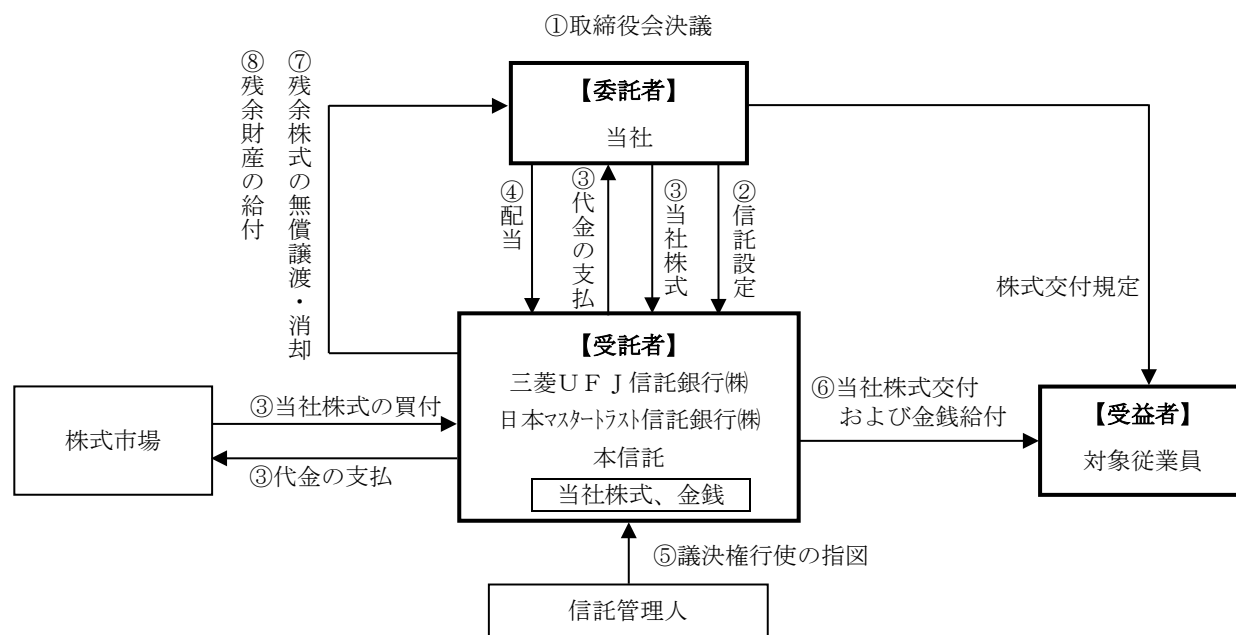 ①取締役会決議
【委託者】
当社
⑧残余財産の給付
⑦残余株式の無償譲渡・消却
④配当
③代金の支払
③当社株式
②信託設定
株式交付規定
【受託者】
三菱UFJ信託銀行㈱
日本マスタートラスト信託銀行㈱
本信託
当社株式、金銭
株式市場
③当社株式の買付
③代金の支払
⑥当社株式交付
および金銭給付
【受益者】
対象従業員
⑤議決権行使の指図
信託管理人